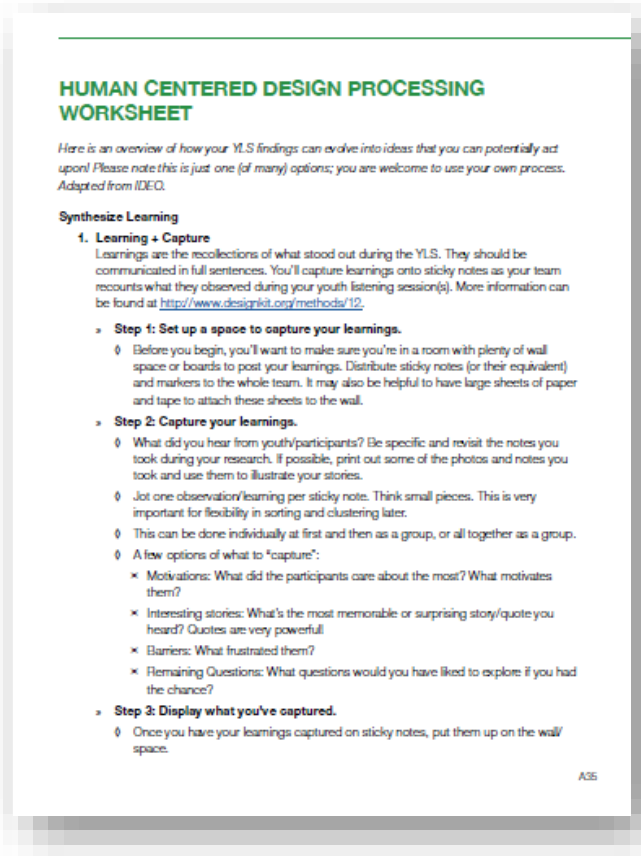 HUMAN CENTERED DESIGN PROCESSING
WORKSHEET
Here is an overview of how your YLS findings can evolve into ideas that you can potentially act
upon! Please note this is just one (of many) options; you are welcome to use your own process.
Adapted from IDEO.
Synthesize Learning
1. Learning + Capture
Learnings are the recollections of what stood out during the YLS. They should be
communicated in full sentences. You'll capture learnings onto sticky notes as your team
recounts what they observed during your youth listening session(s). More information can
be found at http://www.designkit.org/methods/12.
» Step 1: Set up a space to capture your learnings.
◊ Before you begin, you'll want to make sure you're in a room with plenty of wall
space or boards to post your learnings. Distribute sticky notes (or their equivalent)
and markers to the whole team. It may also be helpful to have large sheets of paper
and tape to attach these sheets to the wall.
» Step 2: Capture your learnings.
◊ What did you hear from youth/participants? Be specific and revisit the notes you
took during your research. If possible, print out some of the photos and notes you
took and use them to illustrate your stories.
◊ Jot one observation/learning per sticky note. Think small pieces. This is very
important for flexibility in sorting and clustering later.
◊ This can be done individually at first and then as a group, or all together as a group.
◊ A few options of what to "capture":
× Motivations: What did the participants care about the most? What motivates
them?
× Interesting stories: What's the most memorable or surprising story/quote you
heard? Quotes are very powerful!
× Barriers: What frustrated them?
× Remaining Questions: What questions would you have liked to explore if you had
the chance?
» Step 3: Display what you've captured.
◊ Once you have your learnings captured on sticky notes, put them up on the wall/
space.
A35